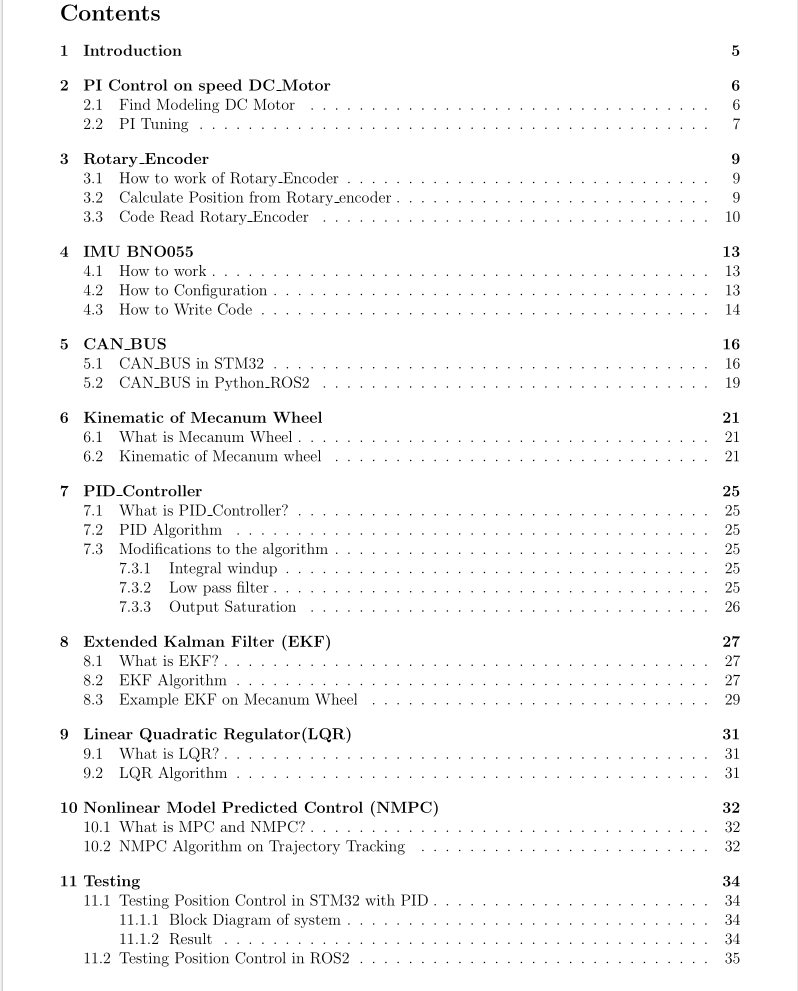 Contents
1 Introduction 5
2 PI Control on speed DC_Motor 6
2.1 Find Modeling DC Motor . . . . . . . . . . . . . . . . . . . . . . . . . . . . . . . . . 6
2.2 PI Tuning . . . . . . . . . . . . . . . . . . . . . . . . . . . . . . . . . . . . . . . . . . 7
3 Rotary_Encoder 9
3.1 How to work of Rotary_Encoder . . . . . . . . . . . . . . . . . . . . . . . . . . . . . . 9
3.2 Calculate Position from Rotary_encoder . . . . . . . . . . . . . . . . . . . . . . . . . . 9
3.3 Code Read Rotary_Encoder . . . . . . . . . . . . . . . . . . . . . . . . . . . . . . . . 10
4 IMU BNO055 13
4.1 How to work . . . . . . . . . . . . . . . . . . . . . . . . . . . . . . . . . . . . . . . . . 13
4.2 How to Configuration . . . . . . . . . . . . . . . . . . . . . . . . . . . . . . . . . . . . 13
4.3 How to Write Code . . . . . . . . . . . . . . . . . . . . . . . . . . . . . . . . . . . . . 14
5 CAN_BUS 16
5.1 CAN_BUS in STM32 . . . . . . . . . . . . . . . . . . . . . . . . . . . . . . . . . . . . 16
5.2 CAN_BUS in Python_ROS2 . . . . . . . . . . . . . . . . . . . . . . . . . . . . . . . . 19
6 Kinematic of Mecanum Wheel 21
6.1 What is Mecanum Wheel . . . . . . . . . . . . . . . . . . . . . . . . . . . . . . . . . . 21
6.2 Kinematic of Mecanum wheel . . . . . . . . . . . . . . . . . . . . . . . . . . . . . . . 21
7 PID_Controller 25
7.1 What is PID_Controller? . . . . . . . . . . . . . . . . . . . . . . . . . . . . . . . . . . 25
7.2 PID Algorithm . . . . . . . . . . . . . . . . . . . . . . . . . . . . . . . . . . . . . . . 25
7.3 Modifications to the algorithm . . . . . . . . . . . . . . . . . . . . . . . . . . . . . . . 25
7.3.1 Integral windup . . . . . . . . . . . . . . . . . . . . . . . . . . . . . . . . . . . 25
7.3.2 Low pass filter . . . . . . . . . . . . . . . . . . . . . . . . . . . . . . . . . . . . 25
7.3.3 Output Saturation . . . . . . . . . . . . . . . . . . . . . . . . . . . . . . . . . 26
8 Extended Kalman Filter (EKF) 27
8.1 What is EKF? . . . . . . . . . . . . . . . . . . . . . . . . . . . . . . . . . . . . . . . . 27
8.2 EKF Algorithm . . . . . . . . . . . . . . . . . . . . . . . . . . . . . . . . . . . . . . . 27
8.3 Example EKF on Mecanum Wheel . . . . . . . . . . . . . . . . . . . . . . . . . . . . 29
9 Linear Quadratic Regulator(LQR) 31
9.1 What is LQR? . . . . . . . . . . . . . . . . . . . . . . . . . . . . . . . . . . . . . . . . 31
9.2 LQR Algorithm . . . . . . . . . . . . . . . . . . . . . . . . . . . . . . . . . . . . . . . 31
10 Nonlinear Model Predicted Control (NMPC) 32
10.1 What is MPC and NMPC? . . . . . . . . . . . . . . . . . . . . . . . . . . . . . . . . . 32
10.2 NMPC Algorithm on Trajectory Tracking . . . . . . . . . . . . . . . . . . . . . . . . 32
11 Testing 34
11.1 Testing Position Control in STM32 with PID . . . . . . . . . . . . . . . . . . . . . . . 34
11.1.1 Block Diagram of system . . . . . . . . . . . . . . . . . . . . . . . . . . . . . . 34
11.1.2 Result . . . . . . . . . . . . . . . . . . . . . . . . . . . . . . . . . . . . . . . . 34
11.2 Testing Position Control in ROS2 . . . . . . . . . . . . . . . . . . . . . . . . . . . . . 35